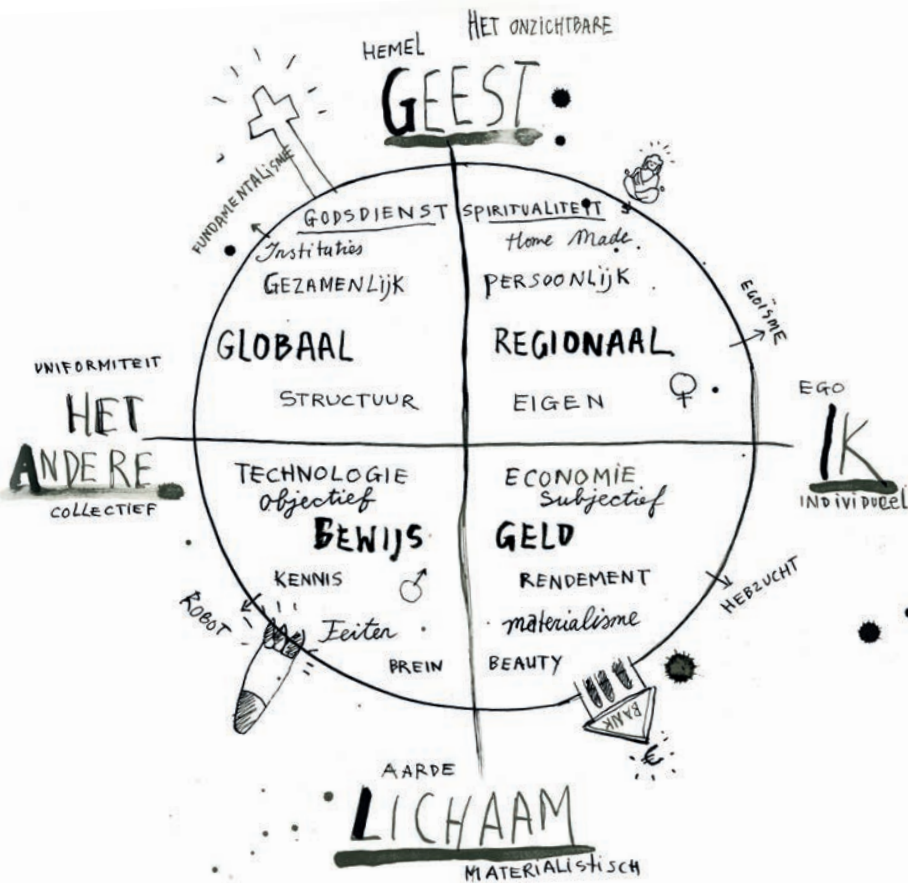 HET ONZICHTBARE
HEMEL
GEEST
FUNDAMENTALISME
GODSDIENST
Instituties
GEZAMENLIJK
GLOBAAL
STRUCTUUR
SPIRITUALITEIT
Home Made
PERSOONLIJK
REGIONAAL
EIGEN
EGOÏSME
UNIFORMITEIT
HET
ANDERE
COLLECTIEF
EGO
IK
INDIVIDUEEL
TECHNOLOGIE
objectief
BEWIJS
KENNIS
Feiten
BREIN
ROBOT
ECONOMIE
Subjectief
GELD
RENDEMENT
materialisme
BEAUTY
HEBZUCHT
BANK
€
AARDE
LICHAAM
MATERIALISTISCH